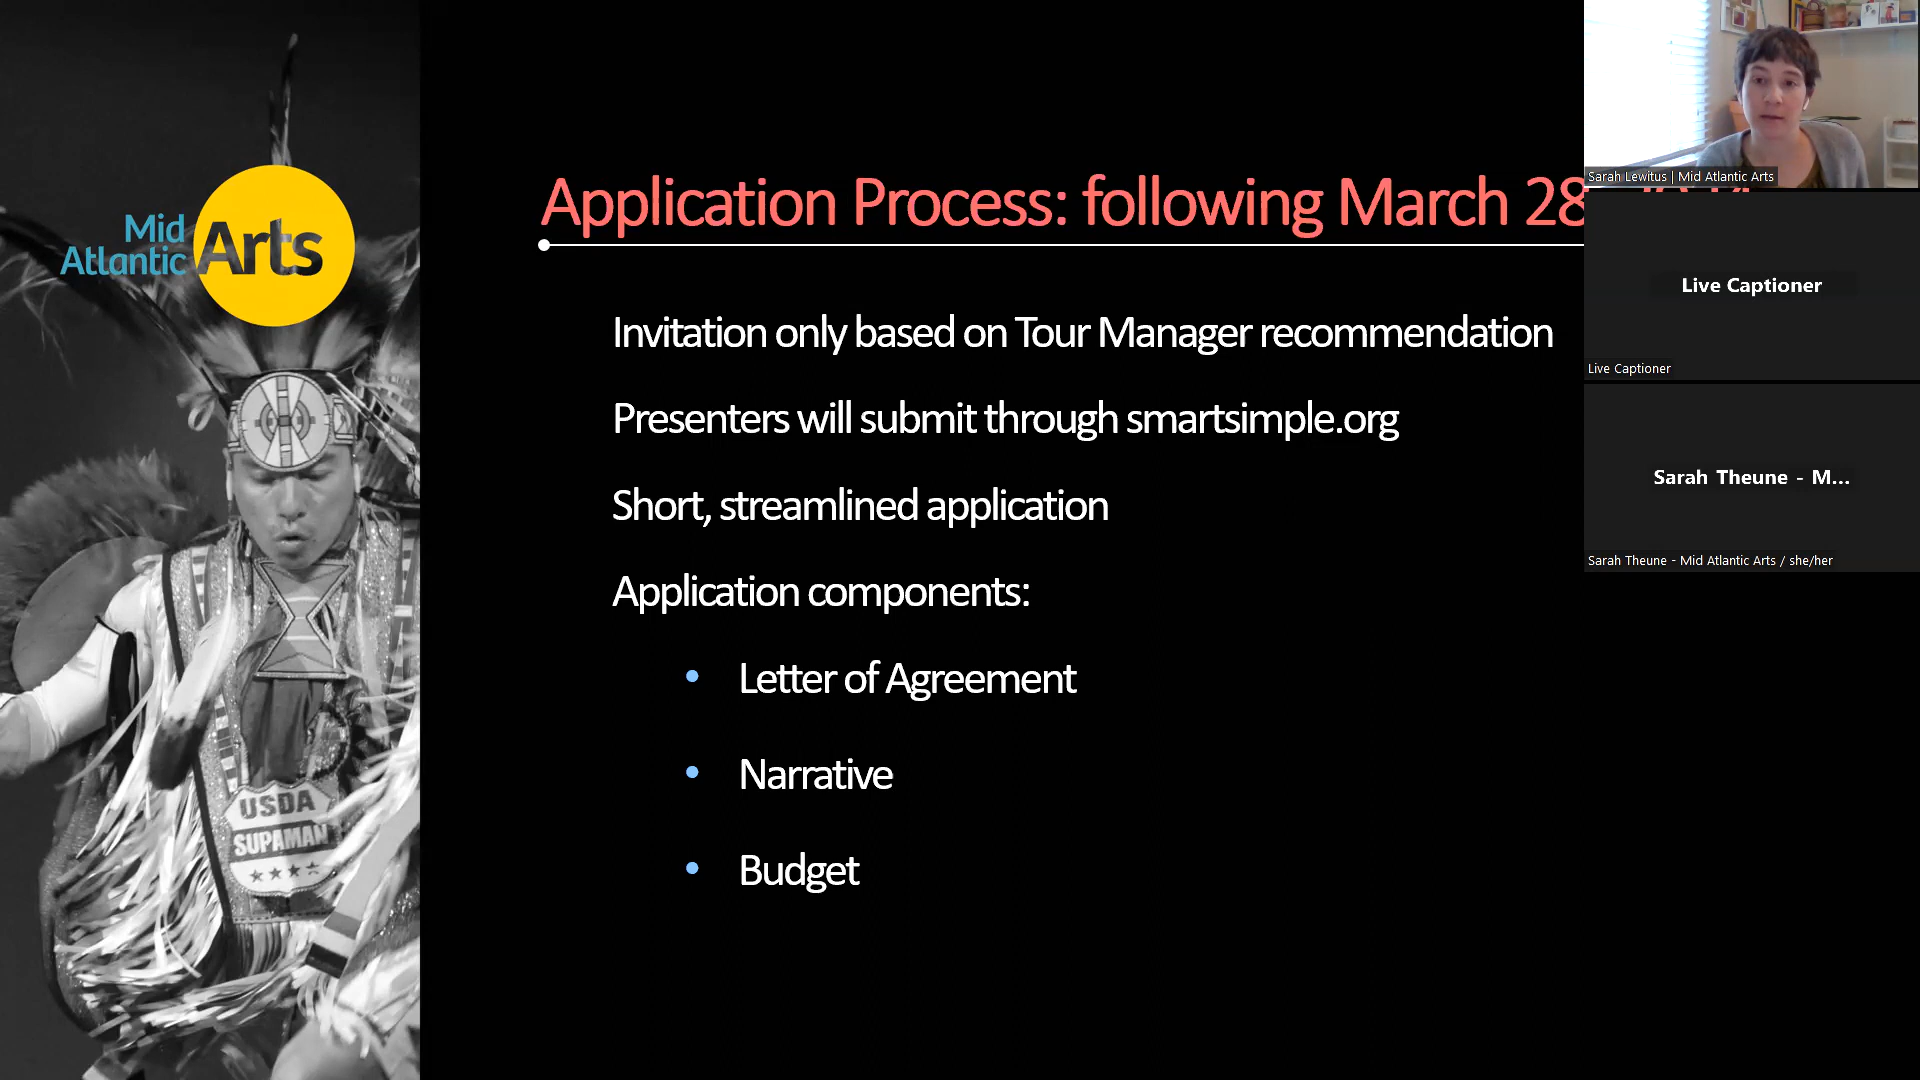 Mid
Atlantic Arts
USDA
SUPAMAN
Application Process: following March 28
Invitation only based on Tour Manager recommendation
Presenters will submit through smartsimple.org
Short, streamlined application
Application components:
• Letter of Agreement
• Narrative
• Budget
Sarah Lewitus | Mid Atlantic Arts
Live Captioner
Live Captioner
Sarah Theune - M...
Sarah Theune - Mid Atlantic Arts / she/her